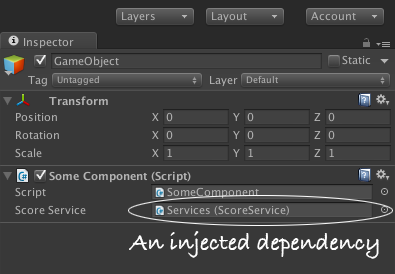 Layers Layout Account
Inspector
GameObject Static
Tag Untagged Layer Default
Transform
Position X 0 Y 0 Z 0
Rotation X 0 Y 0 Z 0
Scale X 1 Y 1 Z 1
Some Component (Script)
Script SomeComponent
Score Service Services (ScoreService)
An injected dependency